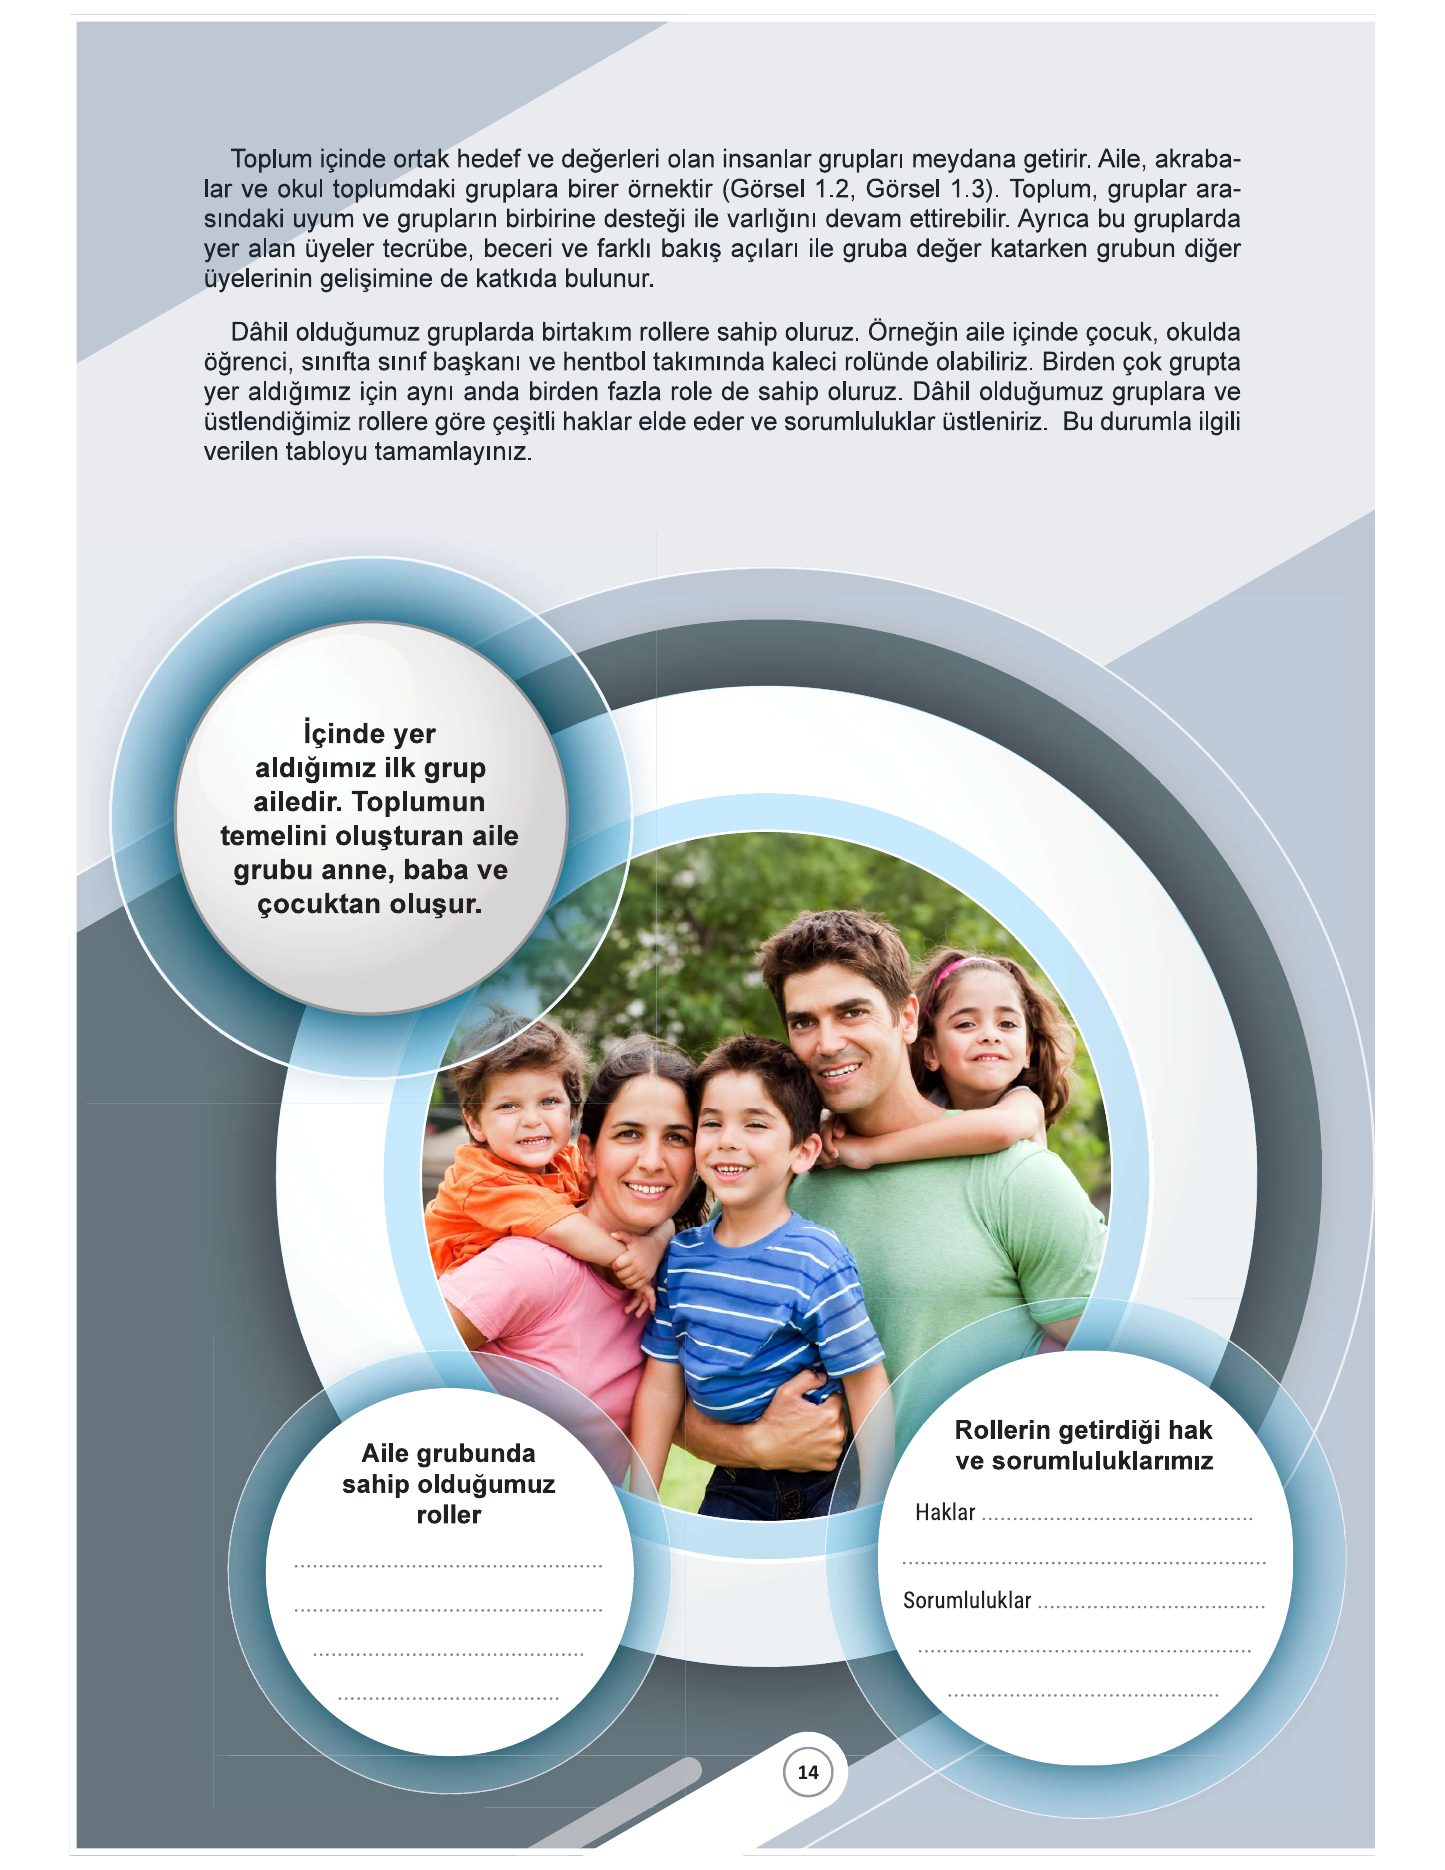 Toplum içinde ortak hedef ve değerleri olan insanlar grupları meydana getirir. Aile, akraba-
lar ve okul toplumdaki gruplara birer örnektir (Görsel 1.2, Görsel 1.3). Toplum, gruplar ara-
sındaki uyum ve grupların birbirine desteği ile varlığını devam ettirebilir. Ayrıca bu gruplarda
yer alan üyeler tecrübe, beceri ve farklı bakış açıları ile gruba değer katarken grubun diğer
üyelerinin gelişimine de katkıda bulunur.
Dâhil olduğumuz gruplarda birtakım rollere sahip oluruz. Örneğin aile içinde çocuk, okulda
öğrenci, sınıfta sınıf başkanı ve hentbol takımında kaleci rolünde olabiliriz. Birden çok grupta
yer aldığımız için aynı anda birden fazla role de sahip oluruz. Dâhil olduğumuz gruplara ve
üstlendiğimiz rollere göre çeşitli haklar elde eder ve sorumluluklar üstleniriz. Bu durumla ilgili
verilen tabloyu tamamlayınız.
İçinde yer
aldığımız ilk grup
ailedir. Toplumun
temelini oluşturan aile
grubu anne, baba ve
çocuktan oluşur.
Aile grubunda
sahip olduğumuz
roller
Rollerin getirdiği hak
ve sorumluluklarımız
Haklar
Sorumluluklar
14